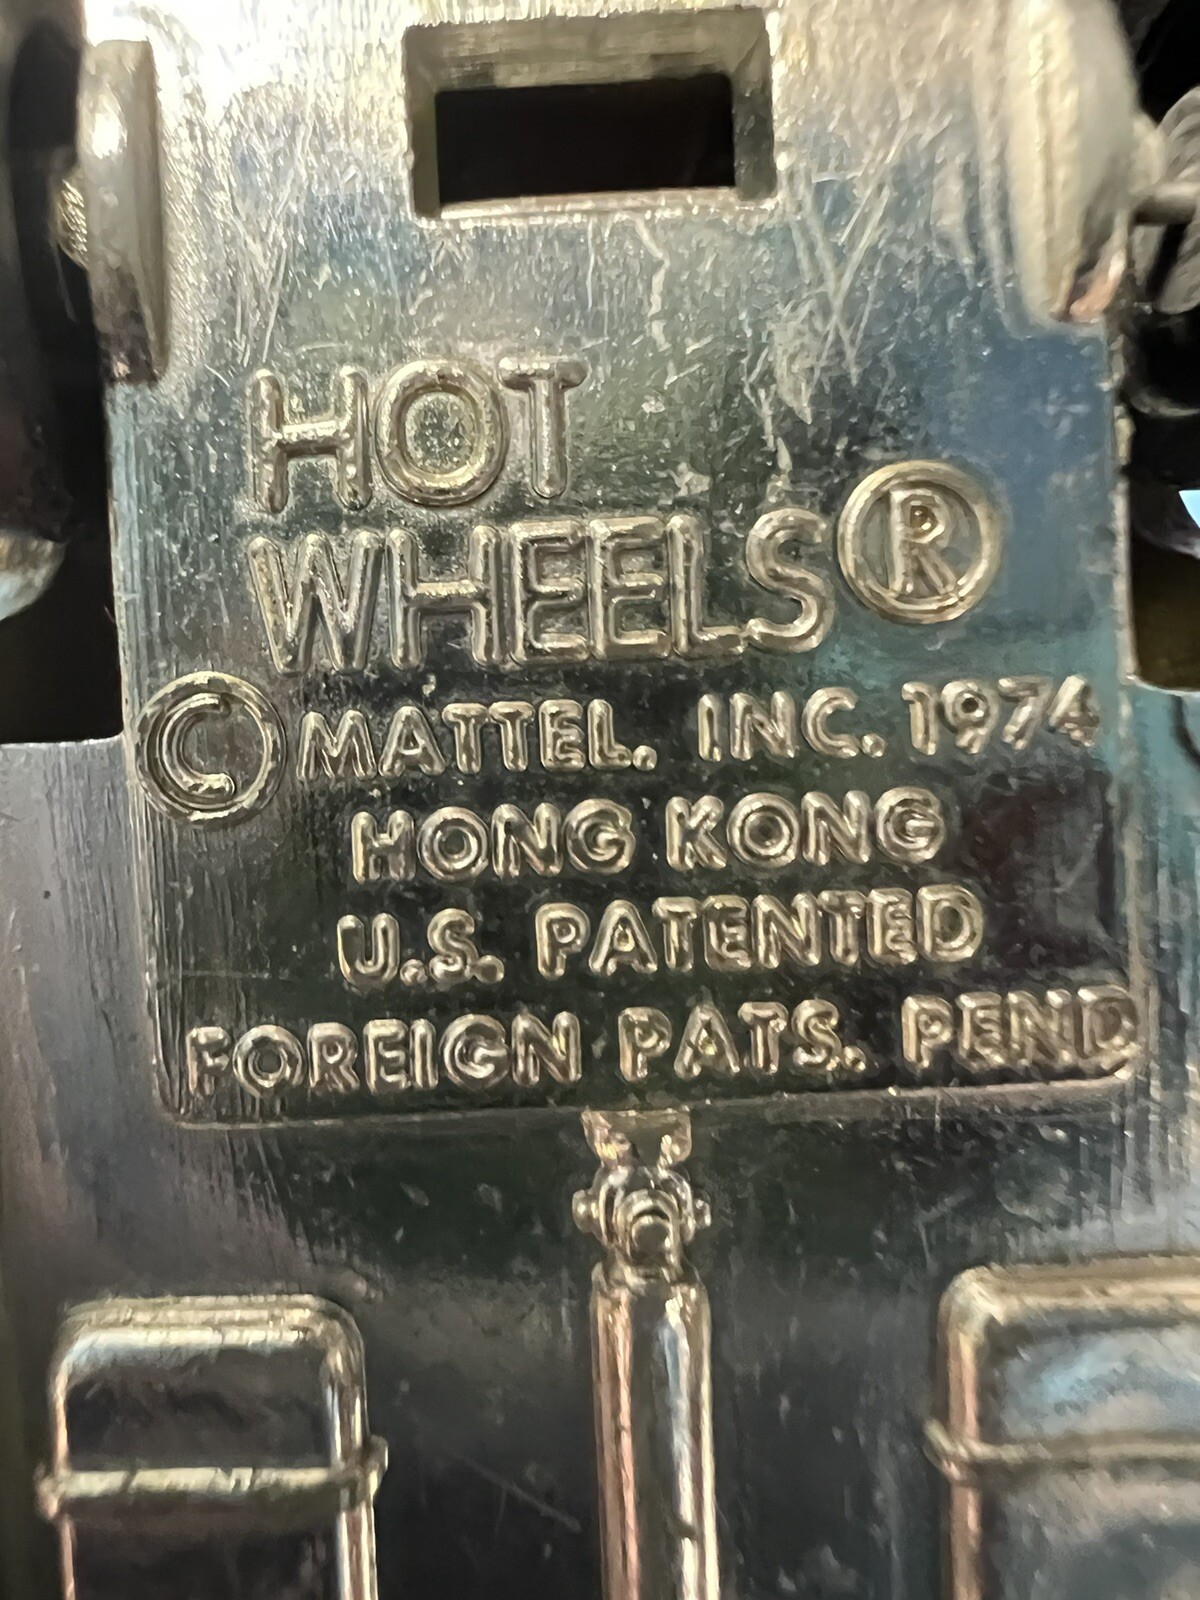 HOT
WHEELS®
© MATTEL. INC. 1974
HONG KONG
U.S. PATENTED
FOREIGN PATS. PEND